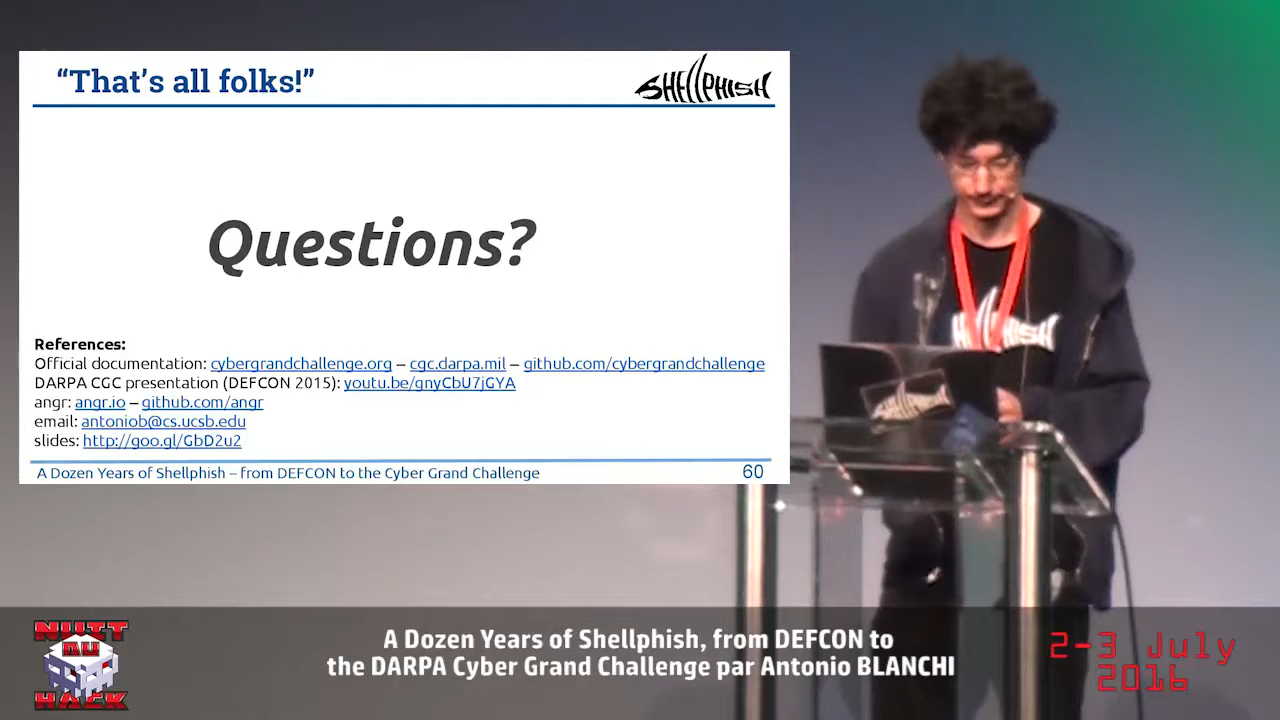 “That’s all folks!”
SHELLPHISH
Questions?
References:
Official documentation: cybergrandchallenge.org – cgc.darpa.mil – github.com/cybergrandchallenge
DARPA CGC presentation (DEFCON 2015): youtu.be/gnyCbU7jGYA
angr: angr.io – github.com/angr
email: antoniob@cs.ucsb.edu
slides: http://goo.gl/GbD2u2
A Dozen Years of Shellphish – from DEFCON to the Cyber Grand Challenge 60
SHELLPHISH
NUIT
DU
HACK
A Dozen Years of Shellphish, from DEFCON to
the DARPA Cyber Grand Challenge par Antonio BLANCHI
2-3 July
2016